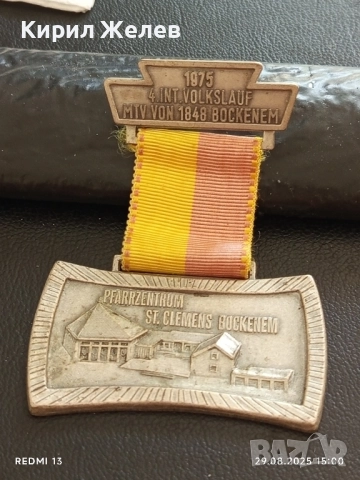 Кирил Желев
1975
4.INT.VOLKSLAUF
MTV VON 1848 BOCKENEM
PFARRZENTRUM
ST. CLEMENS BOCKENEM
REDMI 13
29.08.2025 15:00
BAZAR